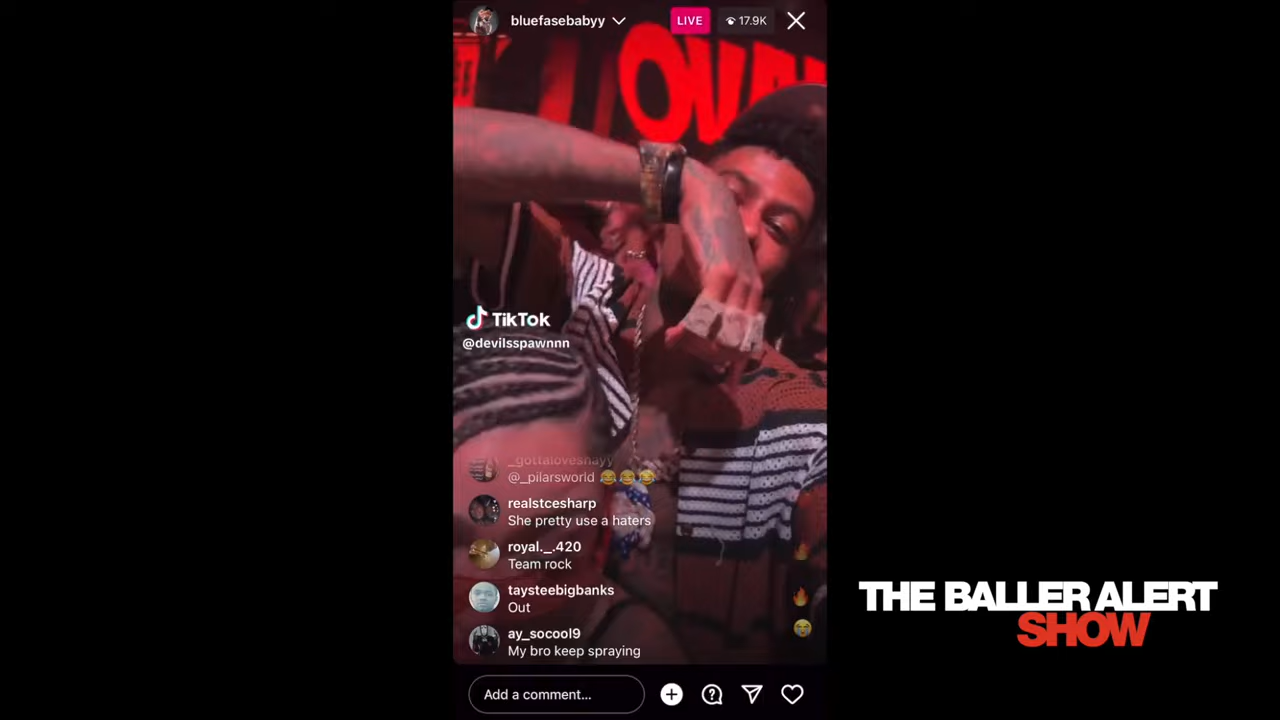 bluefasebabyy
LIVE
17.9K
TikTok
@devilsspawnnn
_gottaloveshayy
@_pilarsworld 😂😂😂
realstcesharp
She pretty use a haters
royal._.420
Team rock
taysteebigbanks
Out
ay_socool9
My bro keep spraying
Add a comment...
THE BALLER ALERT
SHOW